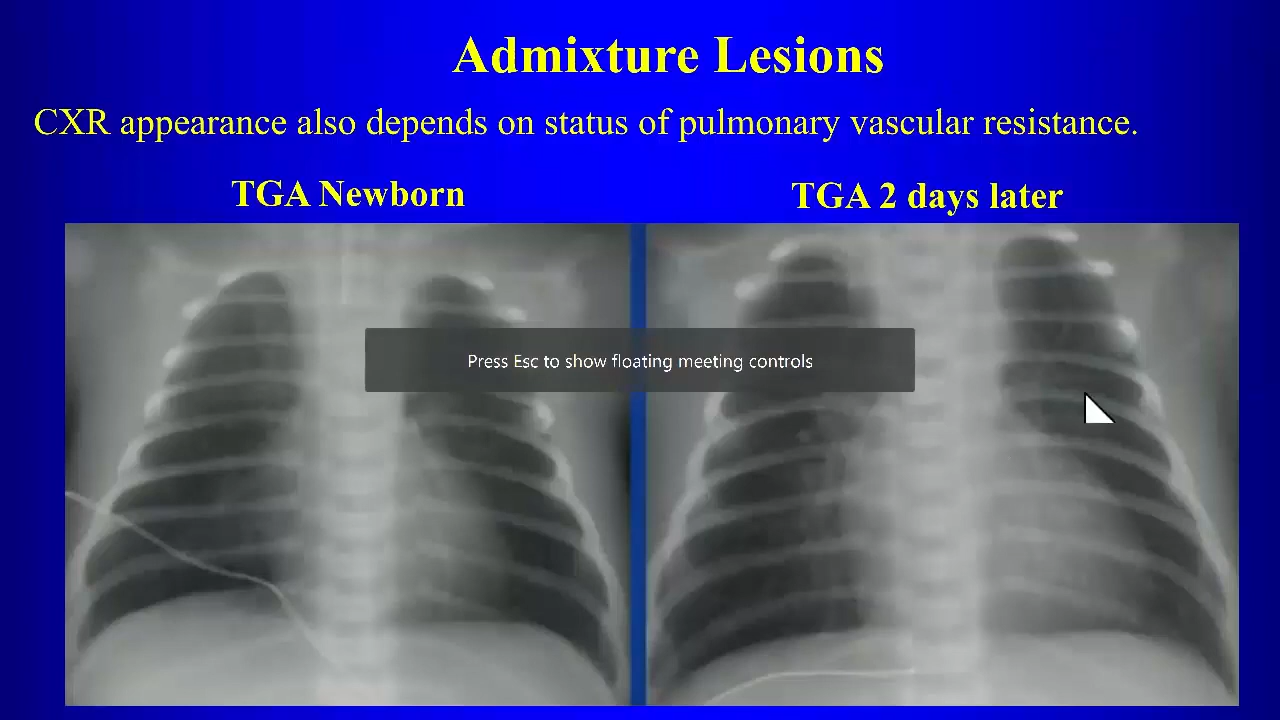 Admixture Lesions
CXR appearance also depends on status of pulmonary vascular resistance.
TGA Newborn
TGA 2 days later
Press Esc to show floating meeting controls